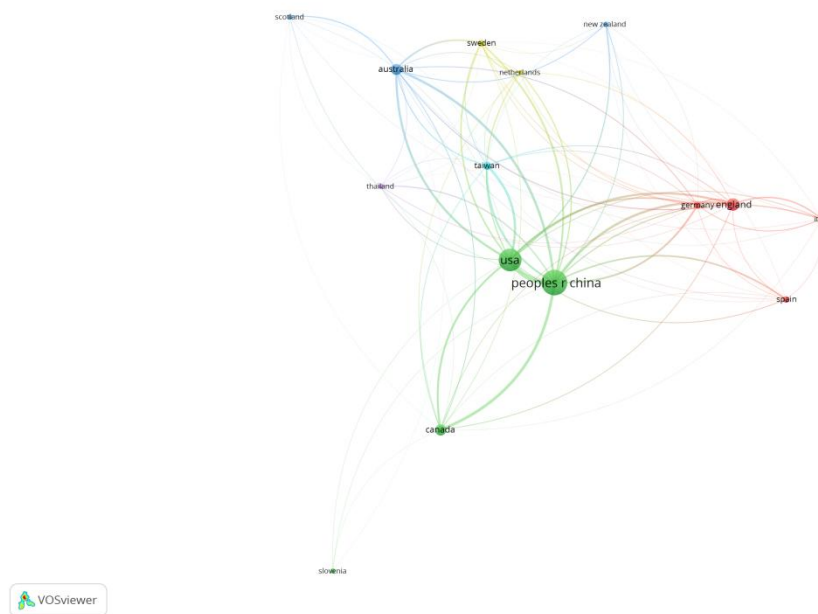 scotland
new zealand
sweden
australia
netherlands
taiwan
thailand
germany
england
usa
peoples r china
spain
canada
slovenia
VOSviewer